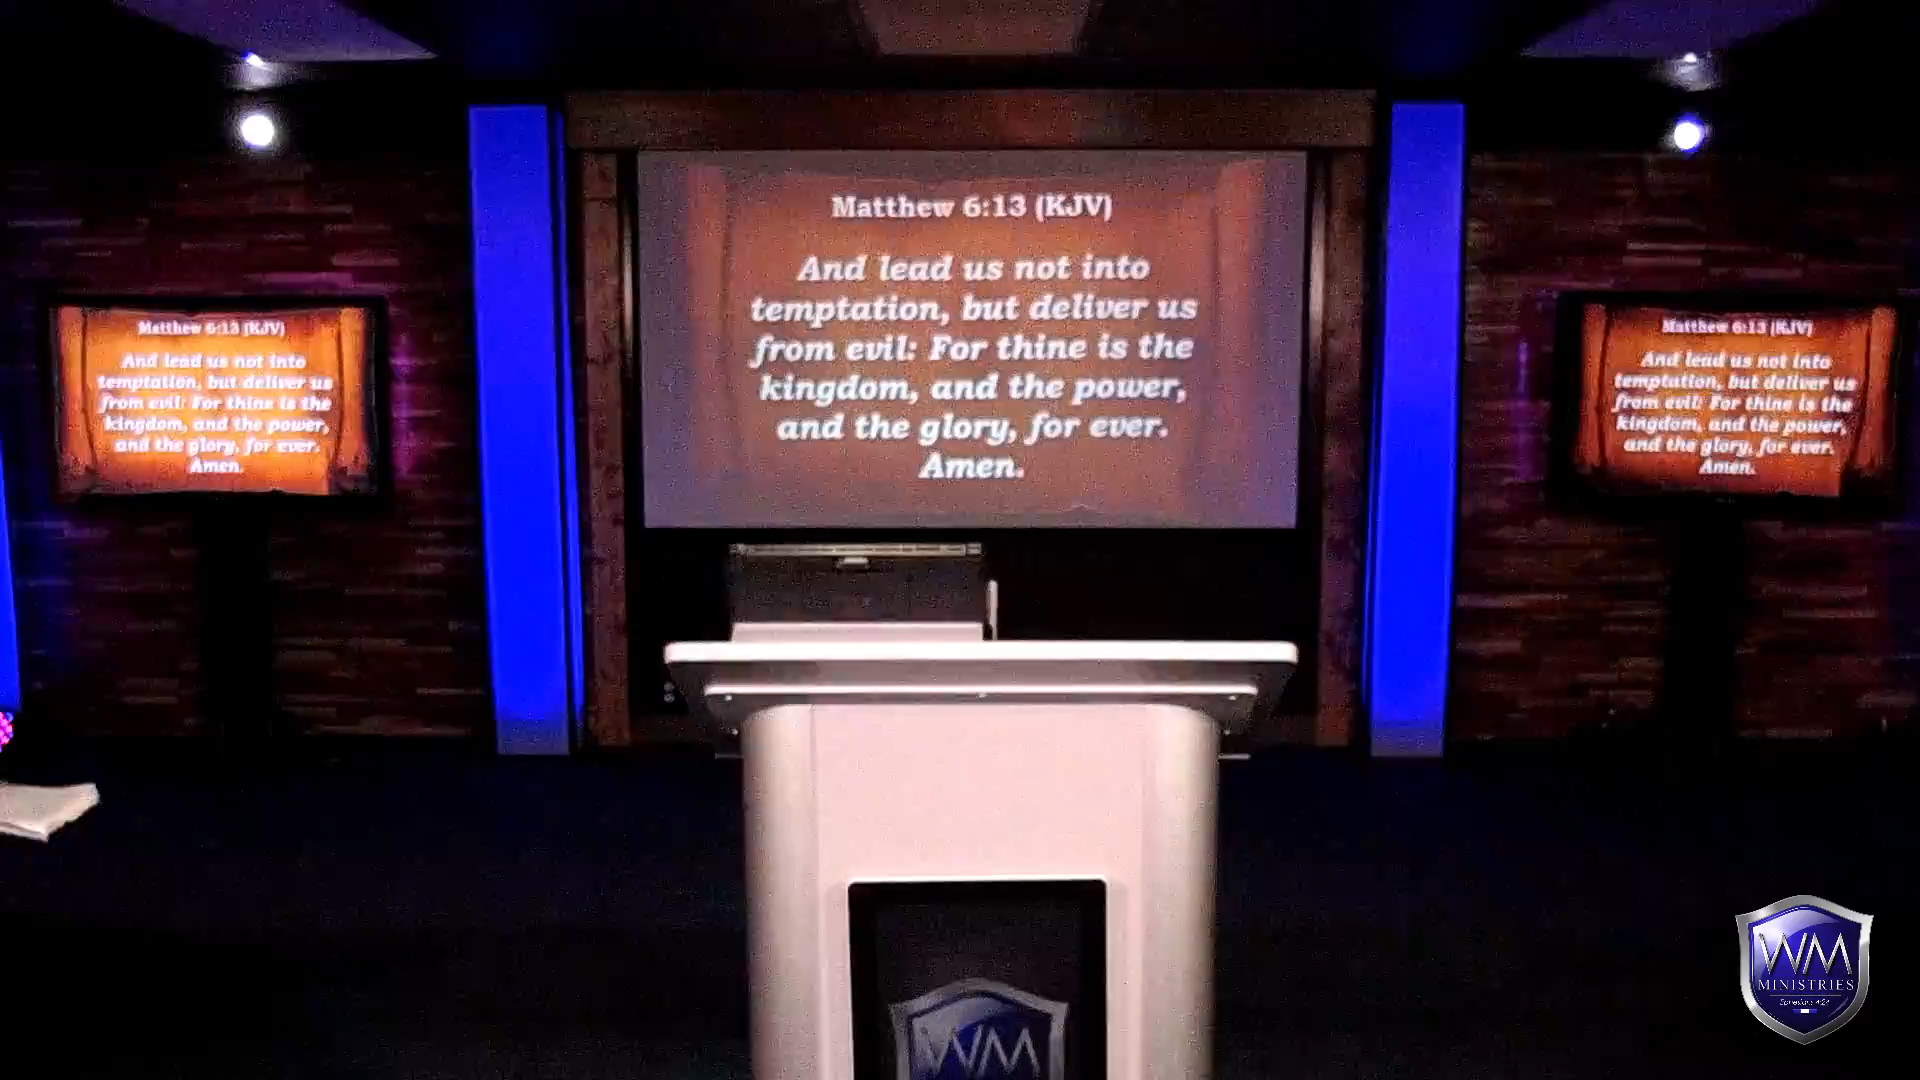 Matthew 6:13 (KJV)
And lead us not into
temptation, but deliver us
from evil: For thine is the
kingdom, and the power,
and the glory, for ever.
Amen.
Matthew 6:13 (KJV)
And lead us not into
temptation, but deliver us
from evil: For thine is the
kingdom, and the power,
and the glory, for ever.
Amen.
Matthew 6:13 (KJV)
And lead us not into
temptation, but deliver us
from evil: For thine is the
kingdom, and the power,
and the glory, for ever.
Amen.
WM
WM
MINISTRIES